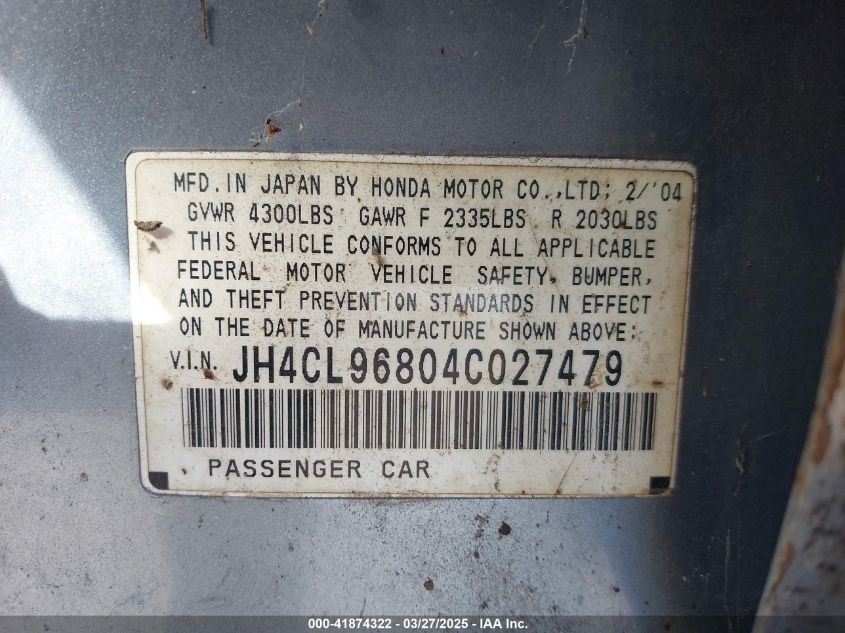 MFD. IN JAPAN BY HONDA MOTOR CO., LTD; 2/'04
GVWR 4300LBS GAWR F 2335LBS R 2030LBS
THIS VEHICLE CONFORMS TO ALL APPLICABLE
FEDERAL MOTOR VEHICLE SAFETY, BUMPER,
AND THEFT PREVENTION STANDARDS IN EFFECT
ON THE DATE OF MANUFACTURE SHOWN ABOVE:
V.I.N. JH4CL96804C027479
PASSENGER CAR
000-41874322 - 03/27/2025 - IAA Inc.